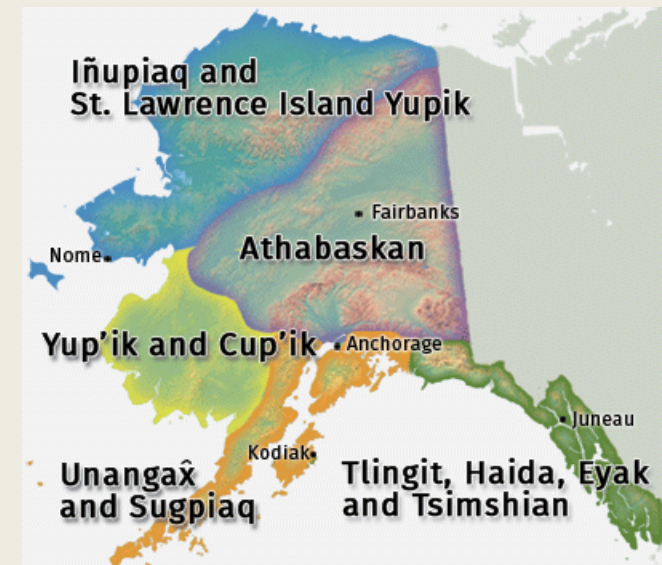 Iñupiaq and
St. Lawrence Island Yupik
Fairbanks
Athabaskan
Nome
Yup’ik and Cup’ik
Anchorage
Juneau
Kodiak
Unangax̂
and Sugpiaq
Tlingit, Haida, Eyak
and Tsimshian